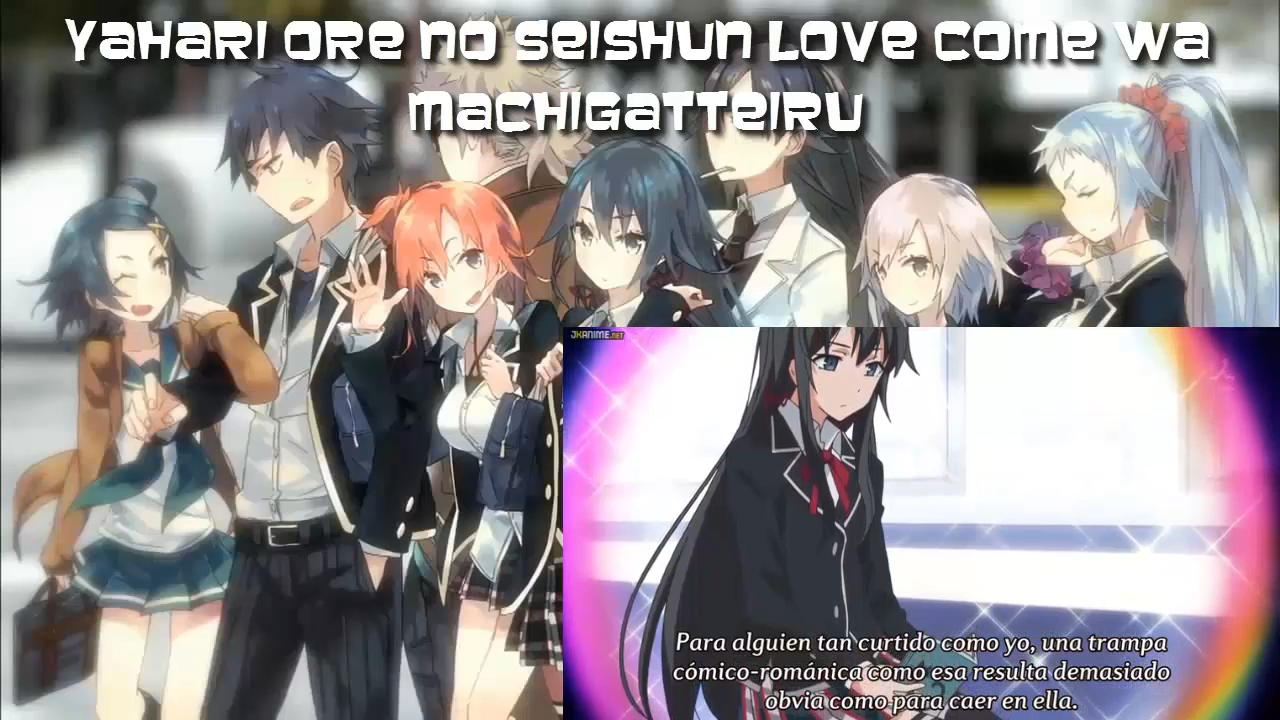 YAHARI ORE NO SEISHUN LOVE COME WA
MACHIGATTEIRU
JKANIME.NET
Para alguien tan curtido como yo, una trampa
cómico-románica como esa resulta demasiado
obvia como para caer en ella.